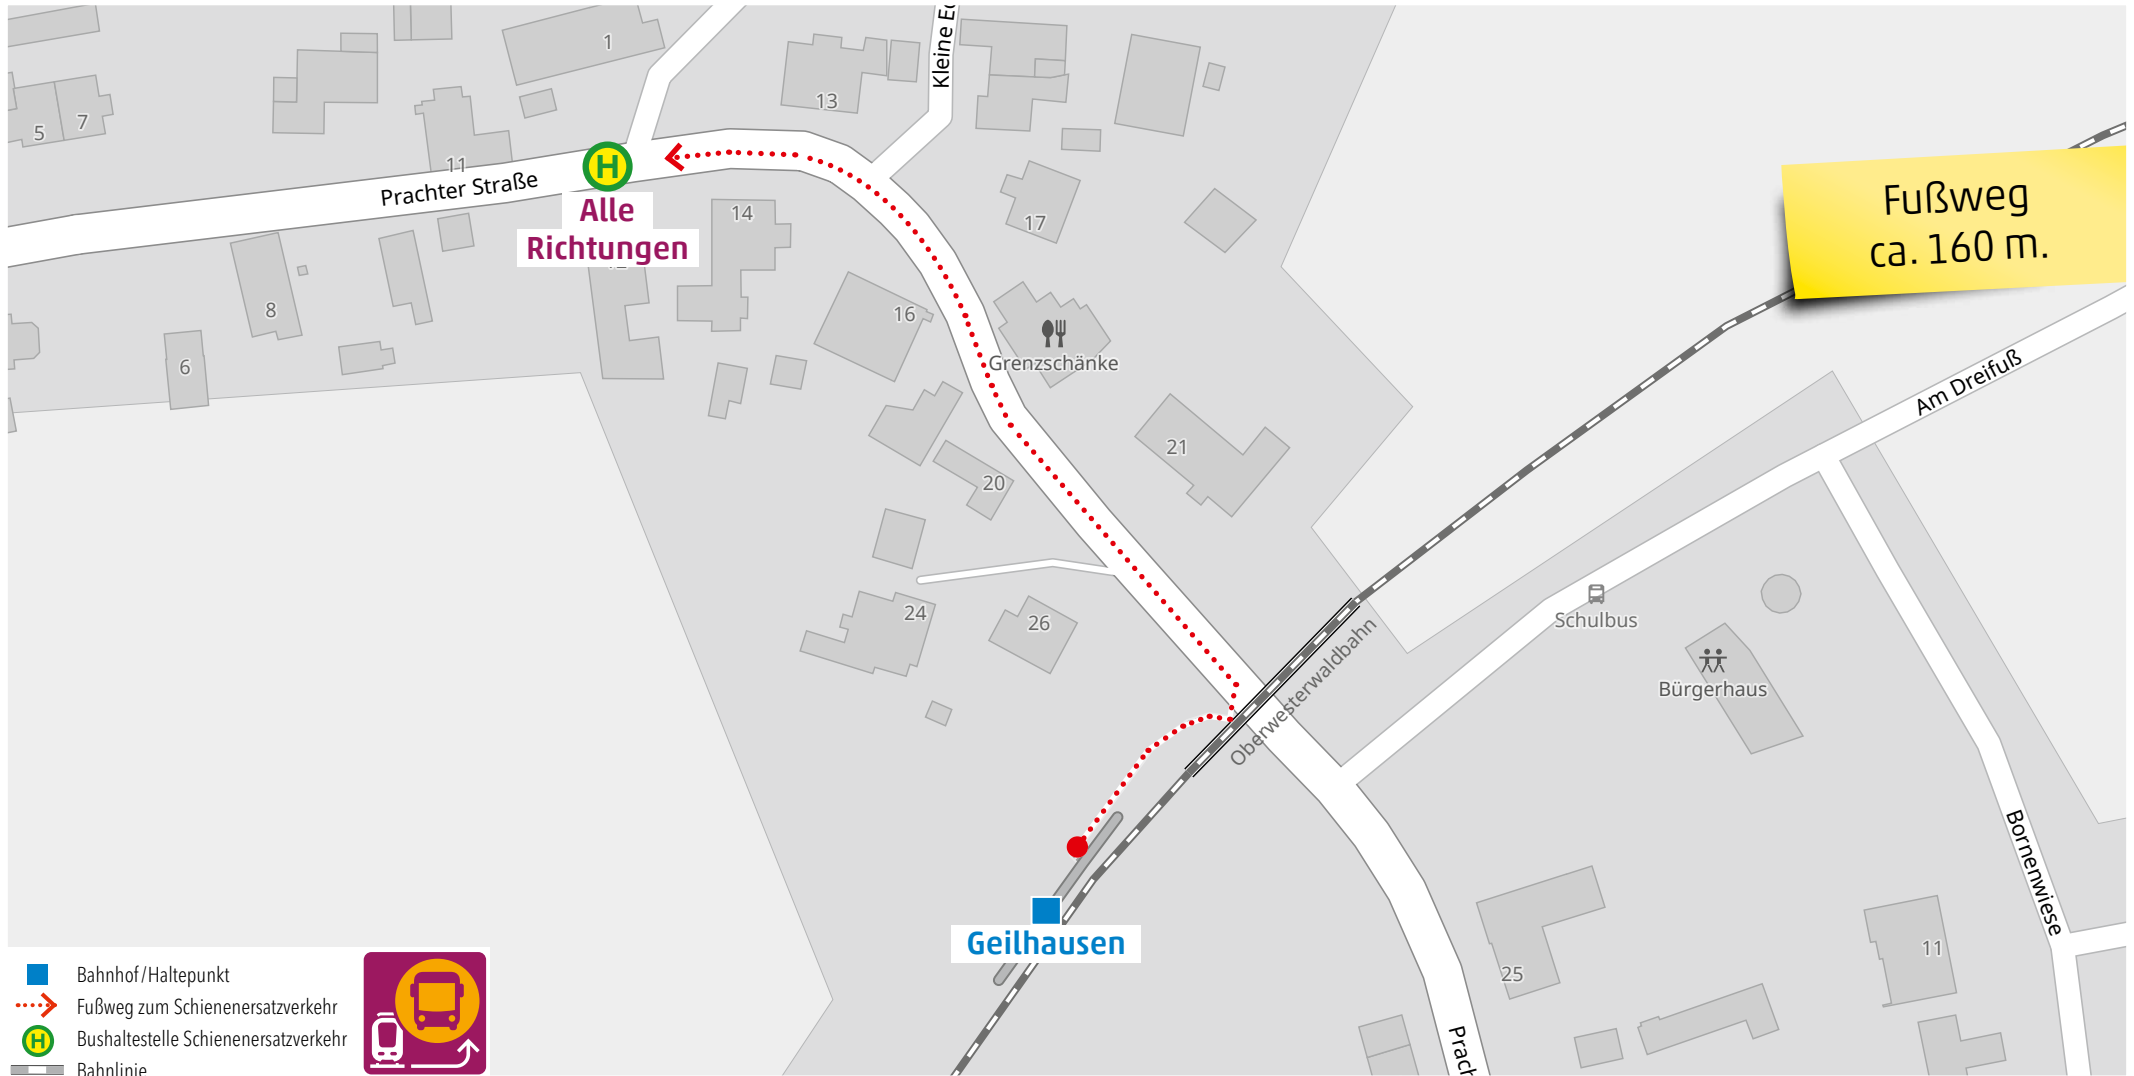 1
13
5
7
11
Prachter Straße
H
Alle
Richtungen
14
17
Fußweg
ca. 160 m.
8
16
6
Grenzschänke
Am Dreifuß
21
20
24
26
Schulbus
Oberwesterwaldbahn
Bürgerhaus
Bornenwiese
Geilhausen
11
25
Bahnhof/Haltepunkt
Fußweg zum Schienenersatzverkehr
H
Bushaltestelle Schienenersatzverkehr
Bahnlinie